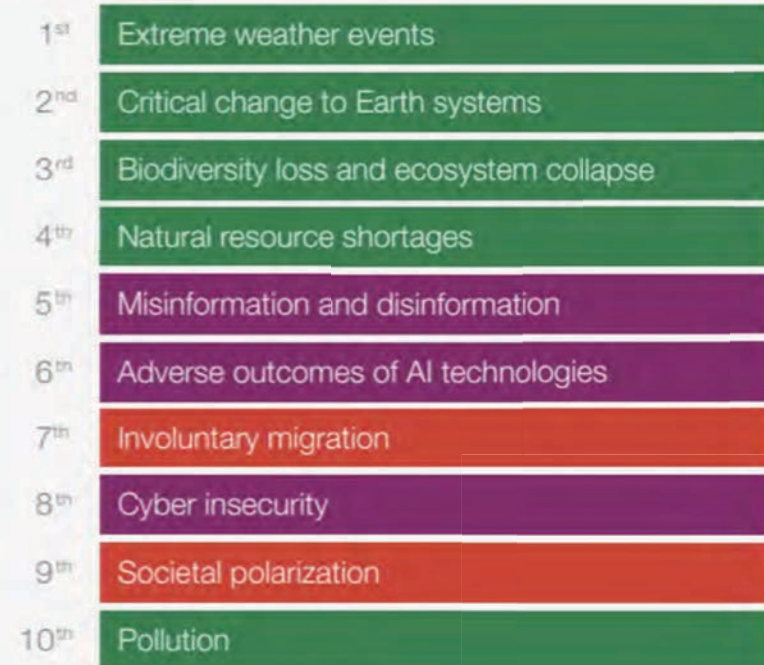 1st Extreme weather events
2nd Critical change to Earth systems
3rd Biodiversity loss and ecosystem collapse
4th Natural resource shortages
5th Misinformation and disinformation
6th Adverse outcomes of AI technologies
7th Involuntary migration
8th Cyber insecurity
9th Societal polarization
10th Pollution